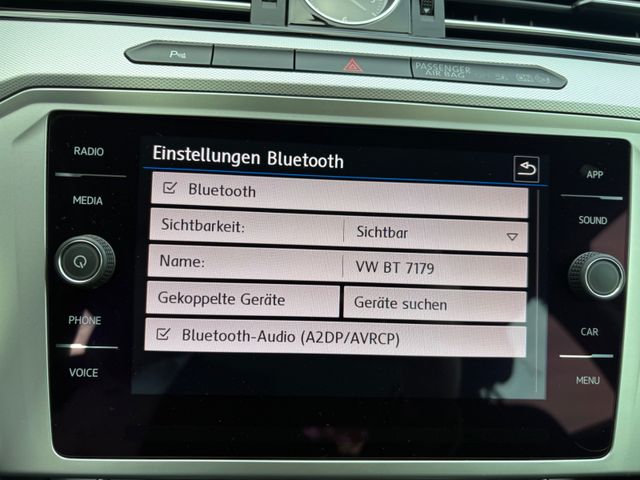 P
PASSENGER
AIR BAG
RADIO
MEDIA
PHONE
VOICE
Einstellungen Bluetooth
Bluetooth
Sichtbarkeit: Sichtbar
Name: VW BT 7179
Gekoppelte Geräte Geräte suchen
Bluetooth-Audio (A2DP/AVRCP)
APP
SOUND
CAR
MENU